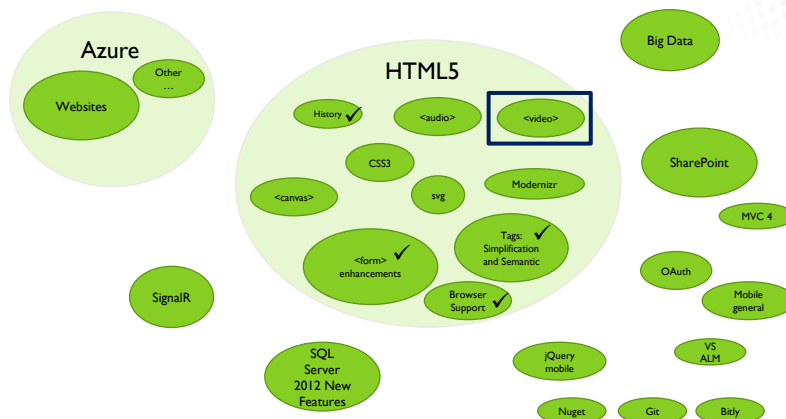 Azure
Other
…
Websites
HTML5
Big Data
History
<audio>
<video>
CSS3
SharePoint
<canvas>
svg
Modernizr
MVC 4
Tags:
Simplification
and Semantic
<form>
enhancements
OAuth
SignalR
Browser
Support
Mobile
general
SQL
Server
2012 New
Features
jQuery
mobile
VS
ALM
Nuget
Git
Bitly